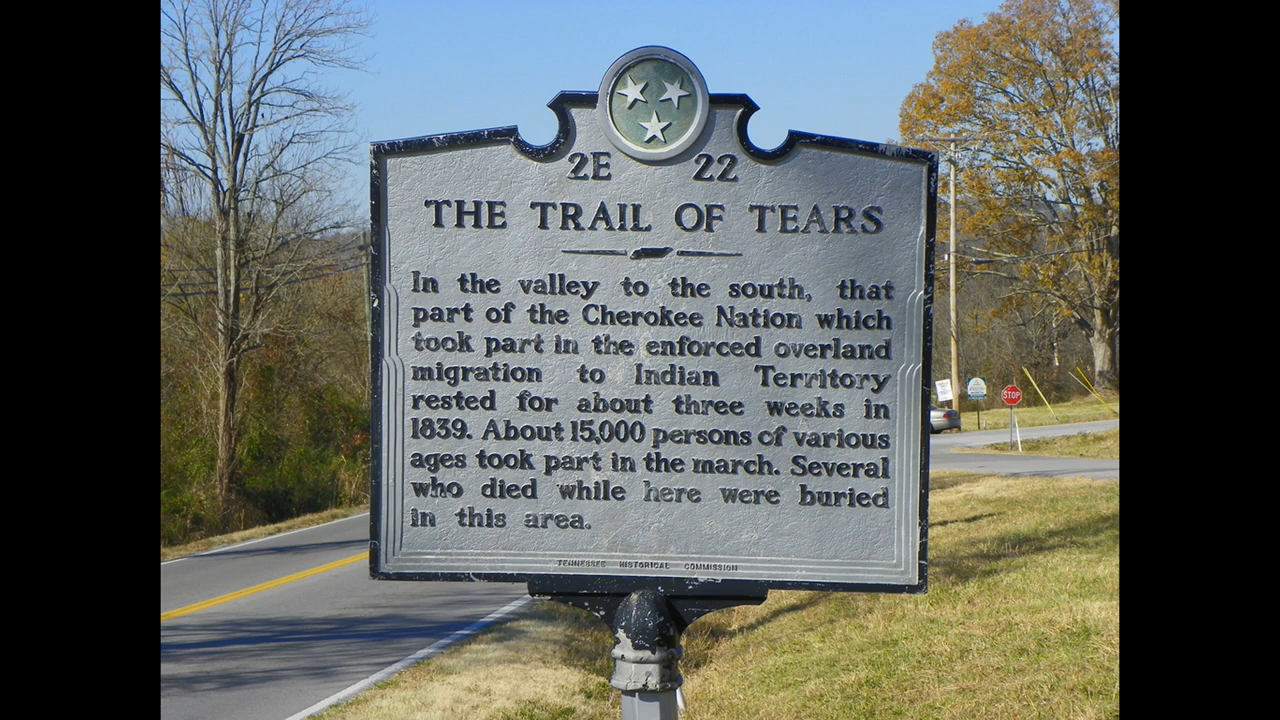 2E 22
THE TRAIL OF TEARS
In the valley to the south, that
part of the Cherokee Nation which
took part in the enforced overland
migration to Indian Territory
rested for about three weeks in
1839. About 15,000 persons of various
ages took part in the march. Several
who died while here were buried
in this area.
TENNESSEE HISTORICAL COMMISSION
STOP